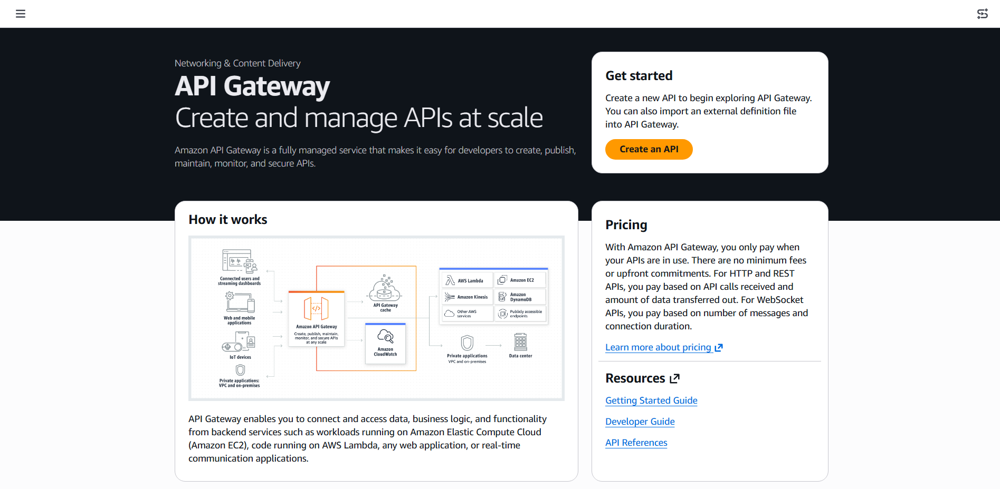 Networking & Content Delivery
API Gateway
Create and manage APIs at scale
Amazon API Gateway is a fully managed service that makes it easy for developers to create, publish,
maintain, monitor, and secure APIs.
Get started
Create a new API to begin exploring API Gateway.
You can also import an external definition file
into API Gateway.
Create an API
How it works
Connected users and
streaming dashboards
Web and mobile
applications
IoT devices
Private applications:
VPC and on-premises
Amazon API Gateway
Create, publish, maintain,
monitor, and secure APIs
at any scale
API Gateway
cache
Amazon
CloudWatch
AWS Lambda
Amazon EC2
Amazon Kinesis
Amazon
DynamoDB
Other AWS
services
Publicly accessible
endpoints
Private applications
VPC and on-premises
Data center
API Gateway enables you to connect and access data, business logic, and functionality
from backend services such as workloads running on Amazon Elastic Compute Cloud
(Amazon EC2), code running on AWS Lambda, any web application, or real-time
communication applications.
Pricing
With Amazon API Gateway, you only pay when
your APIs are in use. There are no minimum fees
or upfront commitments. For HTTP and REST
APIs, you pay based on API calls received and
amount of data transferred out. For WebSocket
APIs, you pay based on number of messages and
connection duration.
Learn more about pricing
Resources
Getting Started Guide
Developer Guide
API References